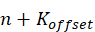 n + K_offset